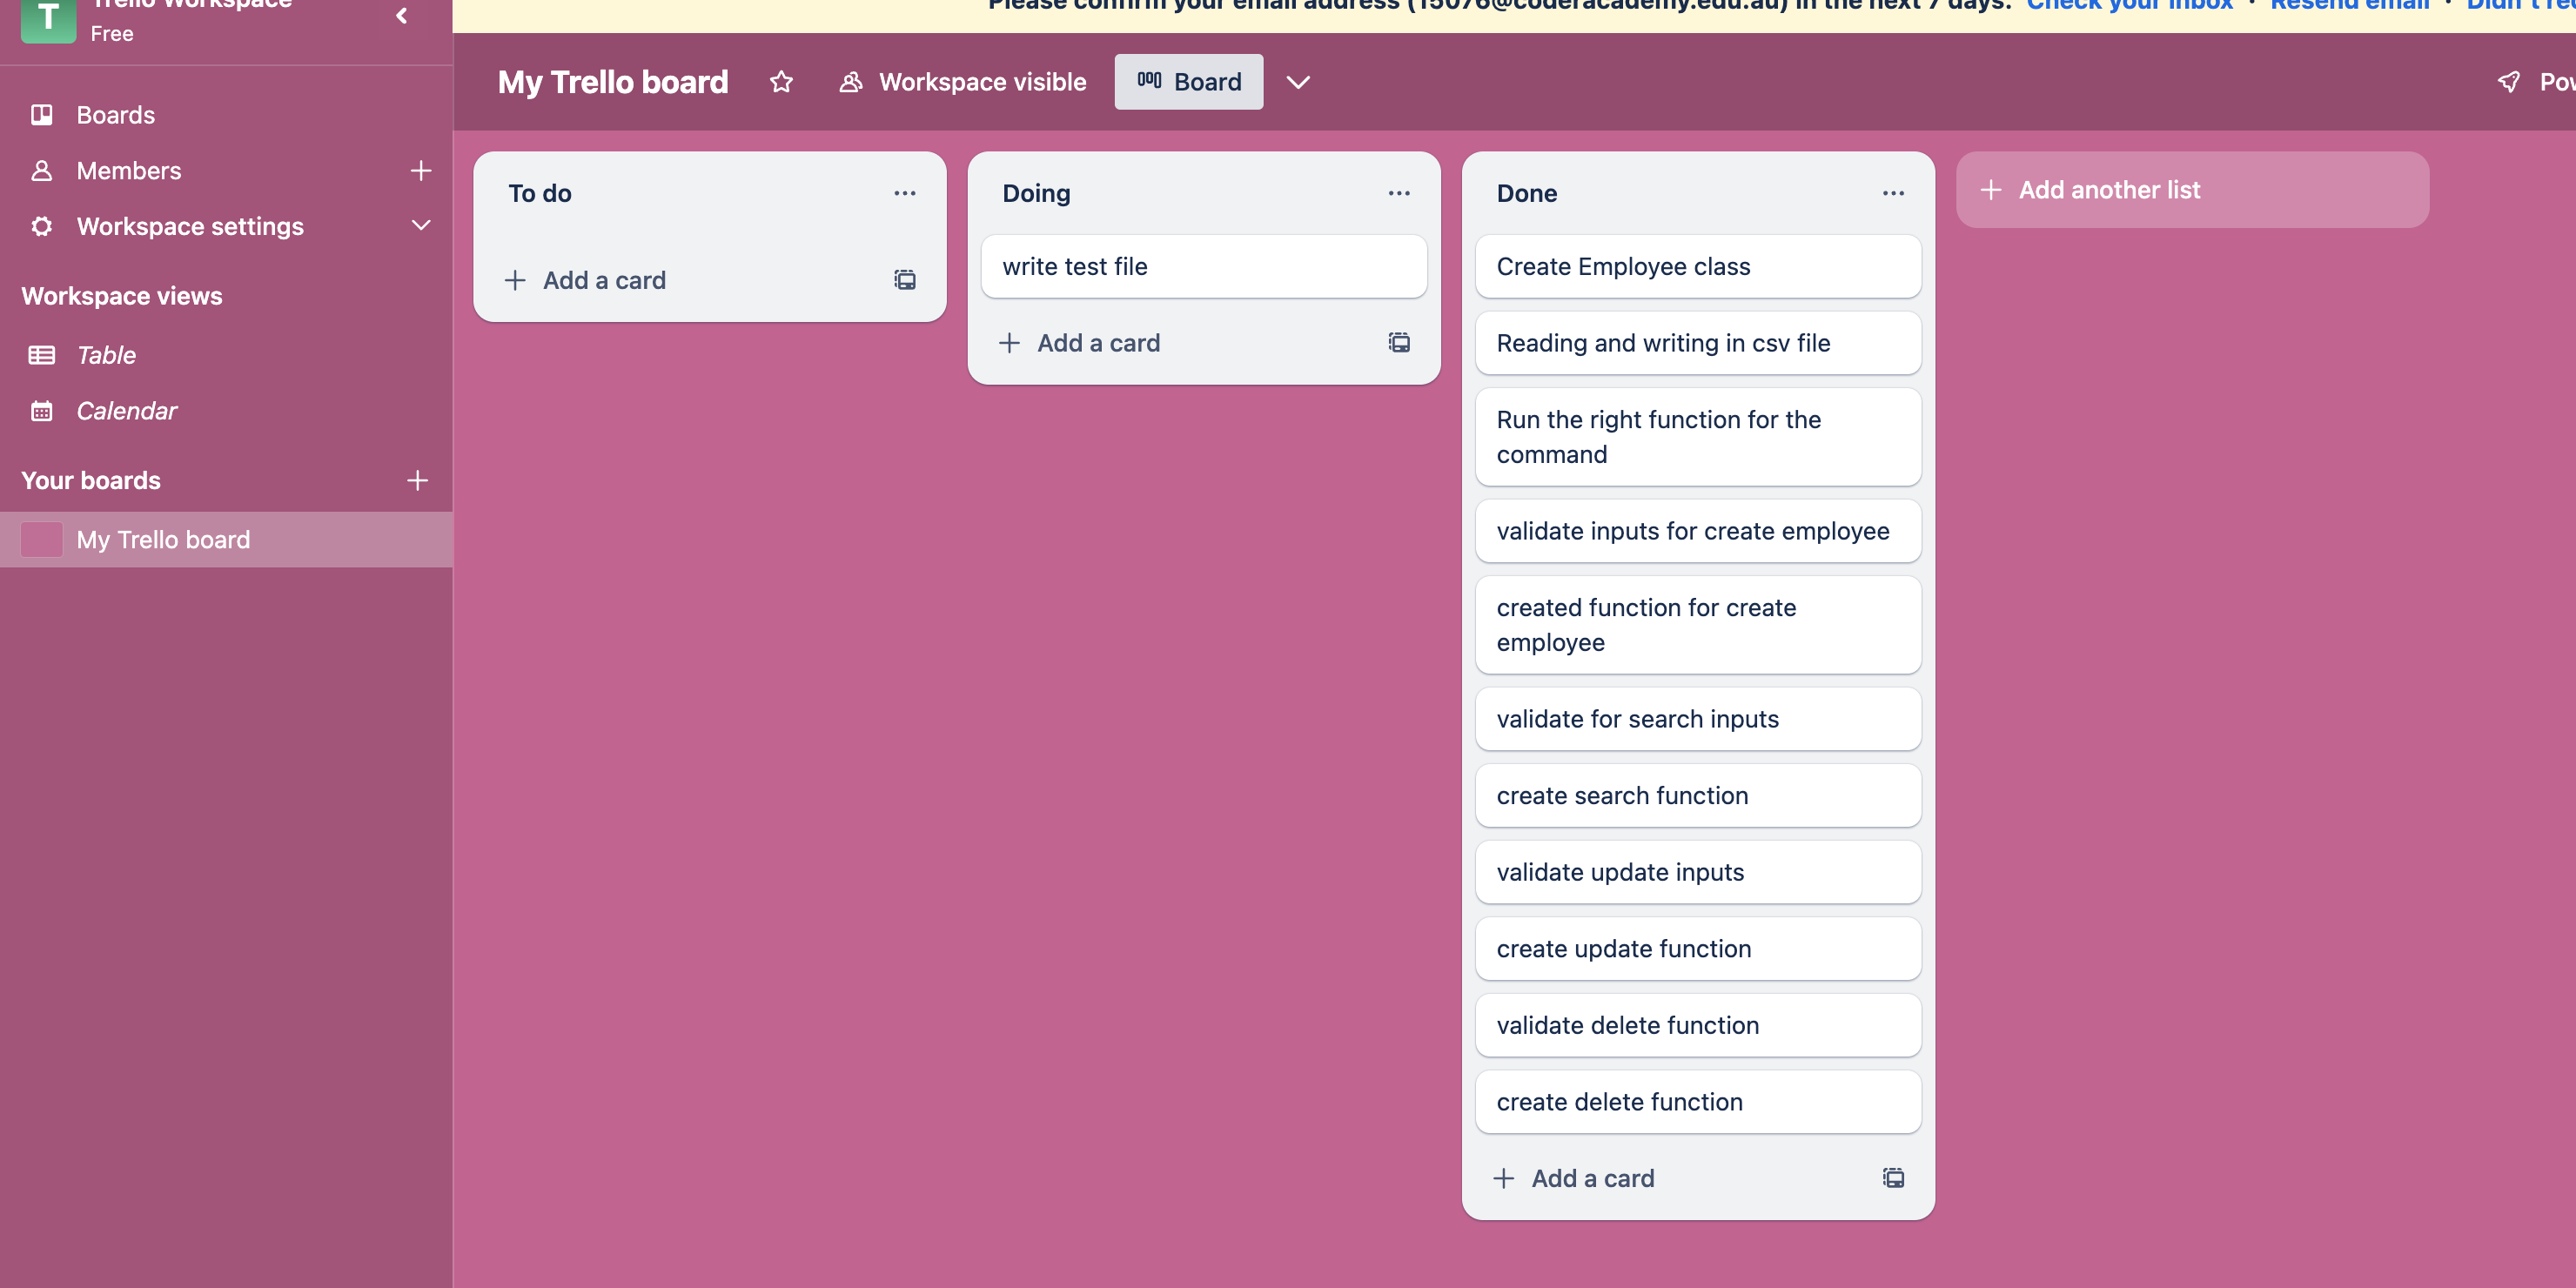 T
Trello Workspace
Free
Boards
Members
Workspace settings
Workspace views
Table
Calendar
Your boards
My Trello board
Please confirm your email address (15076@coderacademy.edu.au) in the next 7 days. Check your inbox • Resend email • Didn't
My Trello board
Workspace visible
Board
To do
Add a card
Doing
write test file
Add a card
Done
Create Employee class
Reading and writing in csv file
Run the right function for the
command
validate inputs for create employee
created function for create
employee
validate for search inputs
create search function
validate update inputs
create update function
validate delete function
create delete function
Add a card
Add another list